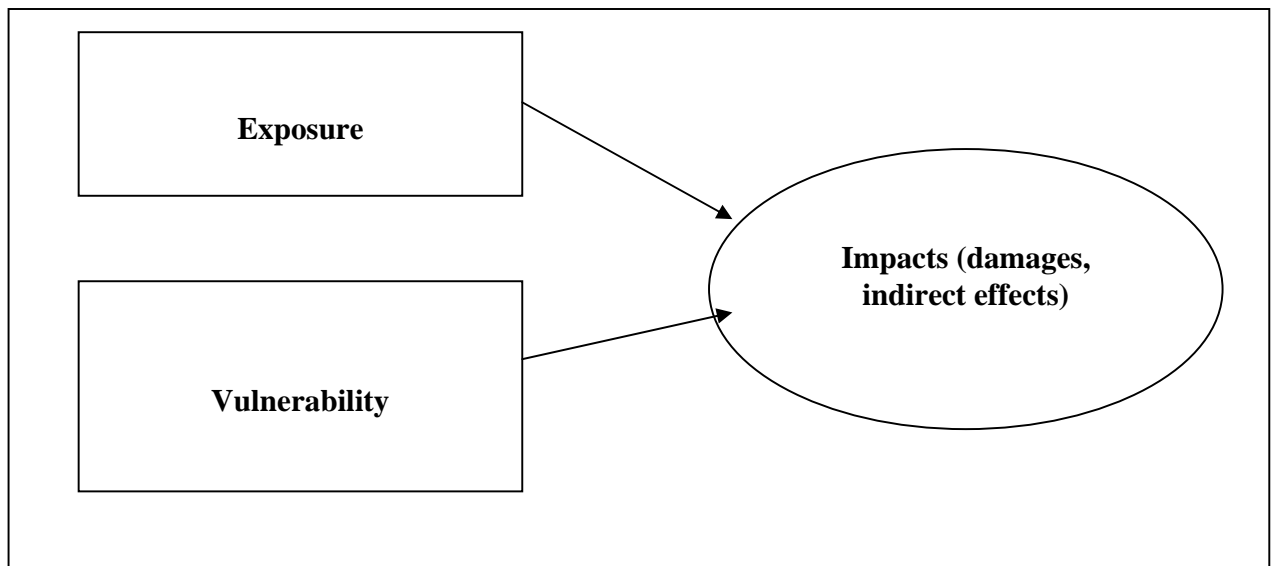 Exposure
Impacts (damages,
indirect effects)
Vulnerability